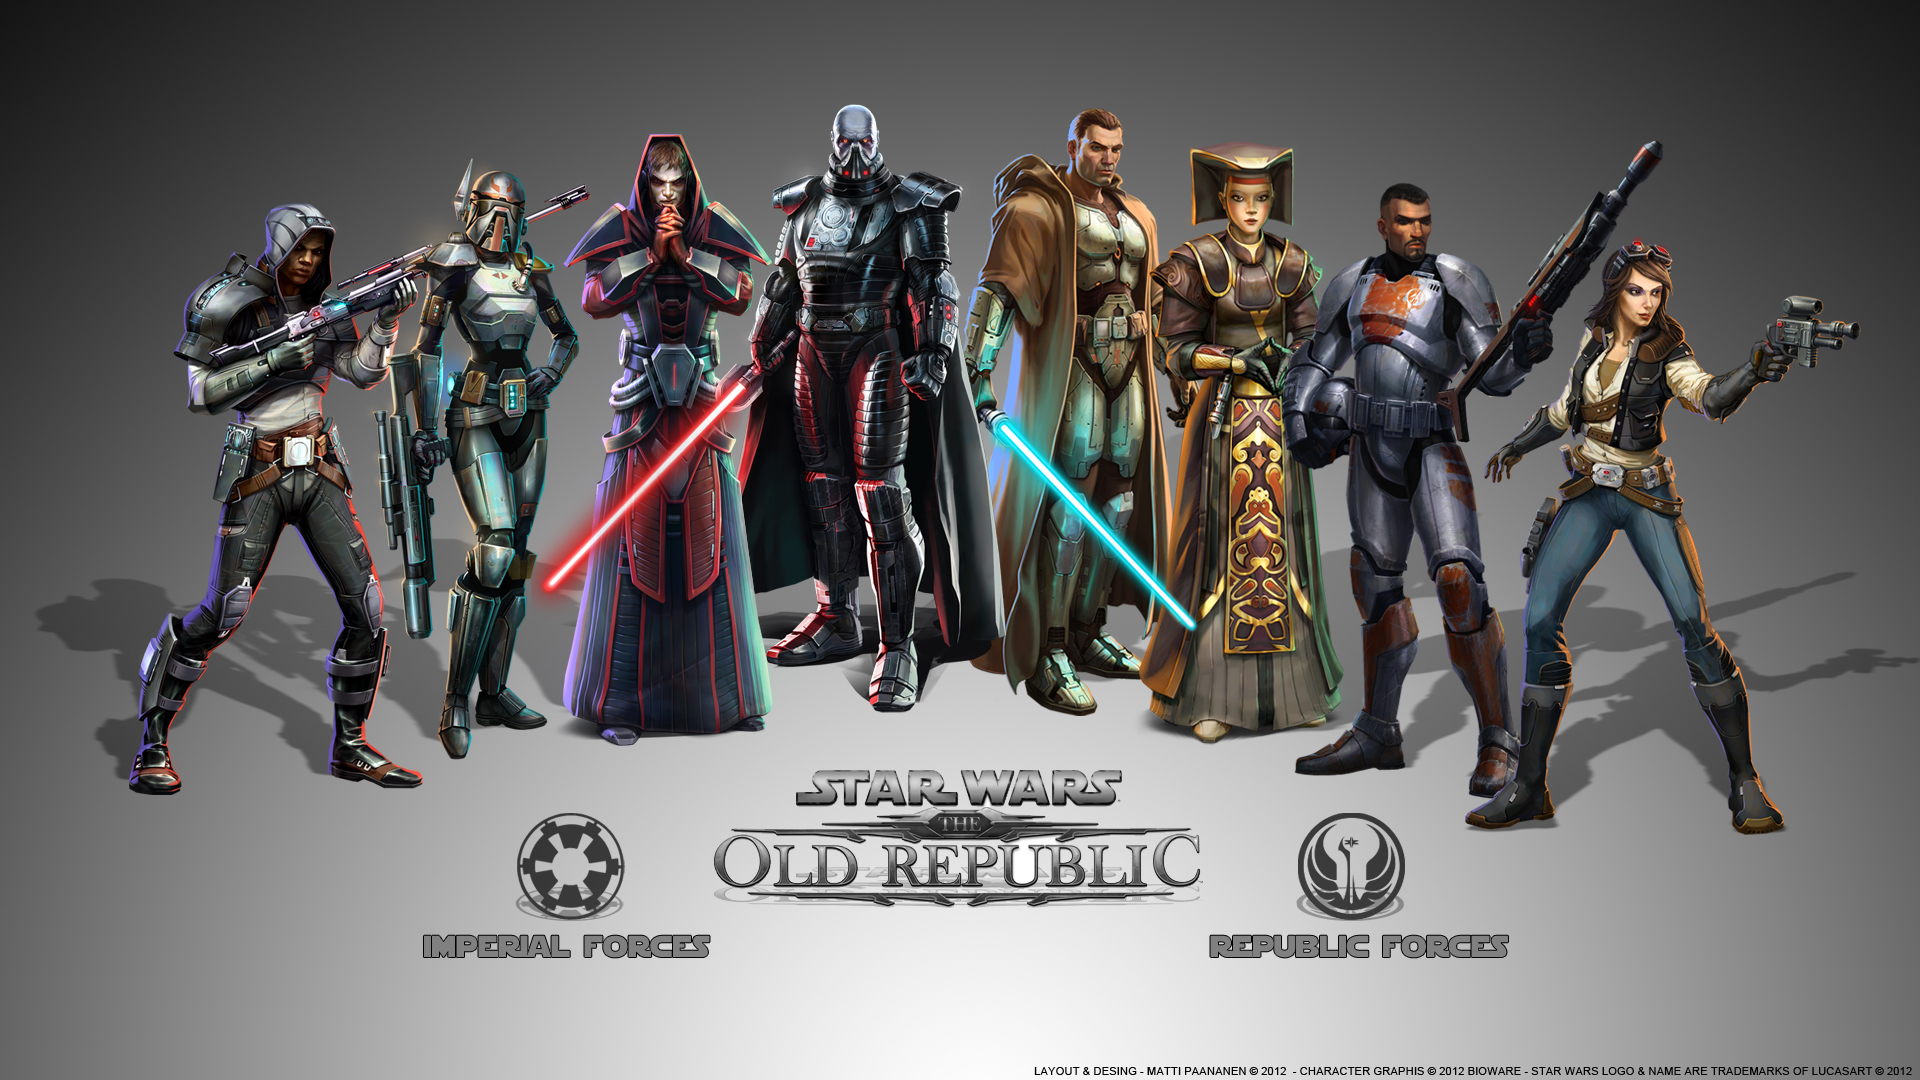 STAR WARS
THE
OLD REPUBLIC
IMPERIAL FORCES
REPUBLIC FORCES
LAYOUT & DESING - MATTI PAANANEN © 2012 - CHARACTER GRAPHIS © 2012 BIOWARE - STAR WARS LOGO & NAME ARE TRADEMARKS OF LUCASART © 2012